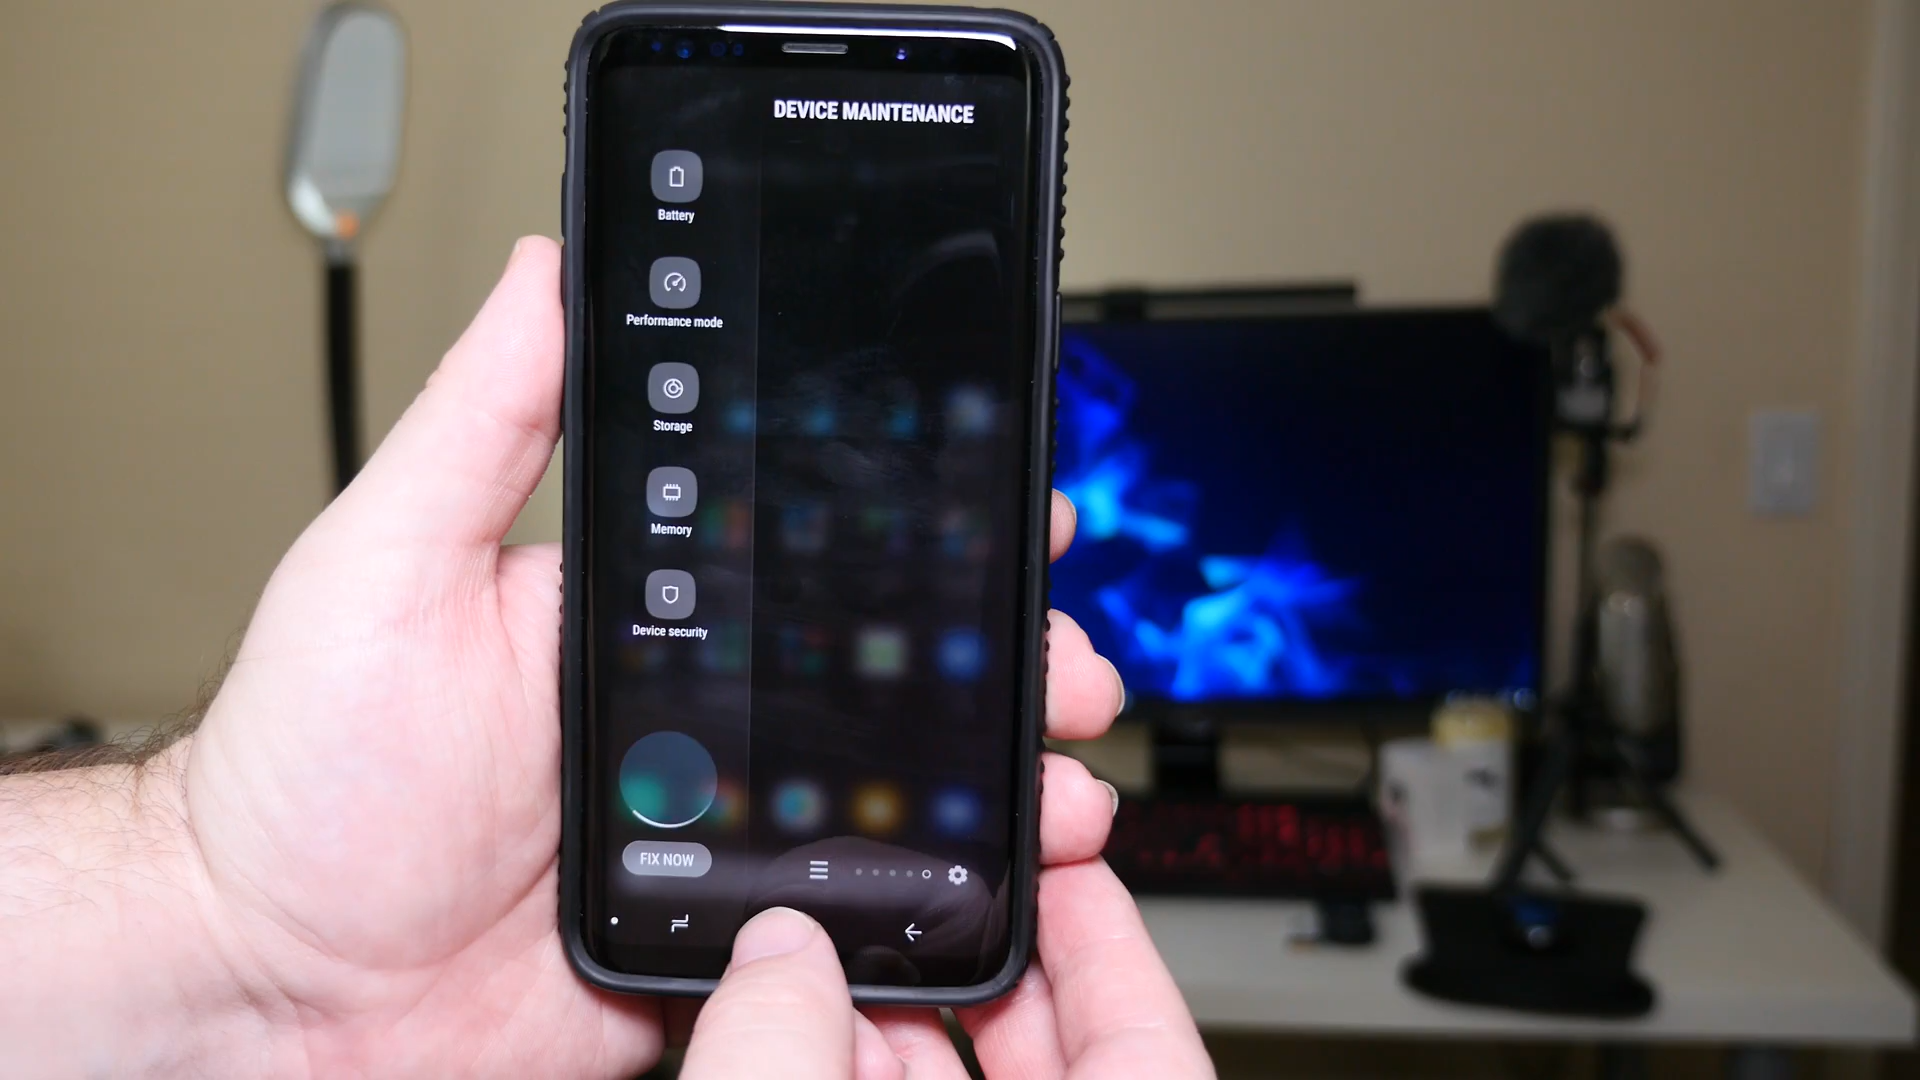 DEVICE MAINTENANCE
Battery
Performance mode
Storage
Memory
Device security
FIX NOW